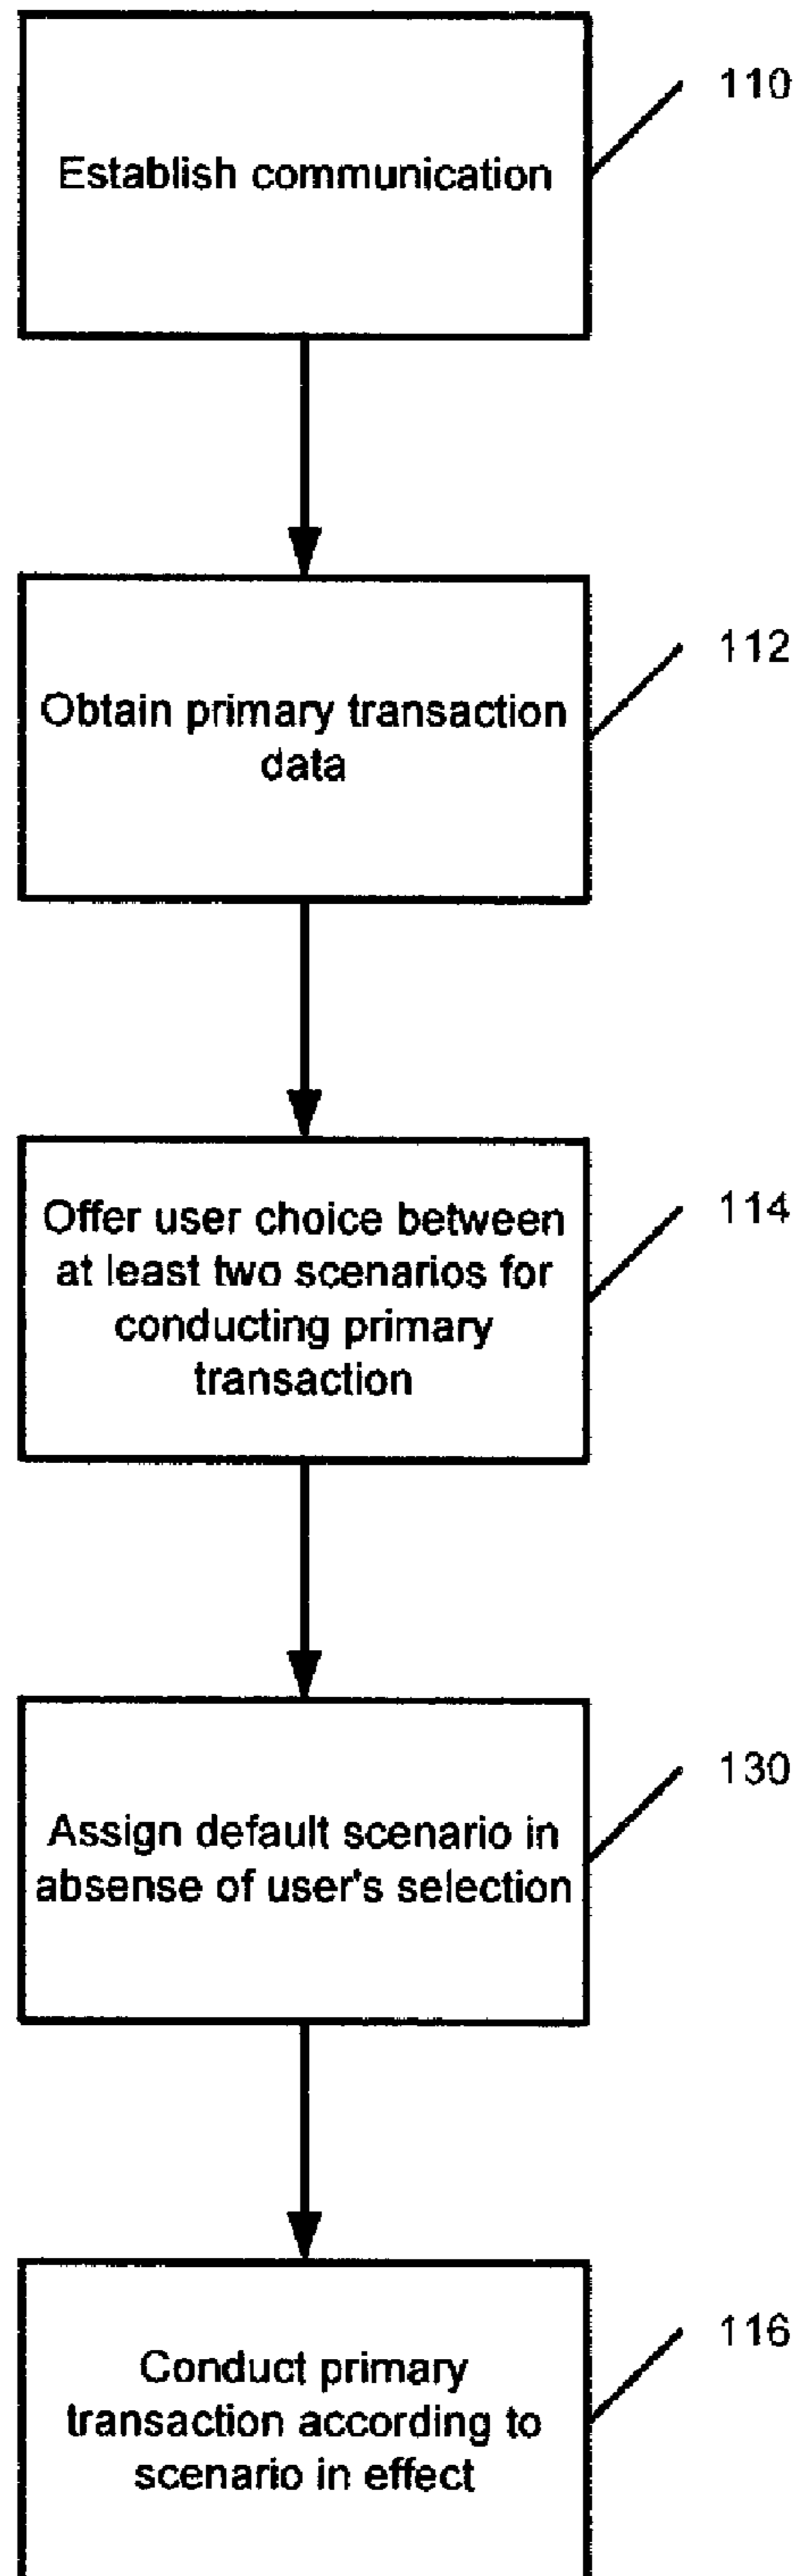 110
Establish communication
112
Obtain primary transaction
data
114
Offer user choice between
at least two scenarios for
conducting primary
transaction
130
Assign default scenario in
absense of user's selection
116
Conduct primary
transaction according to
scenario in effect